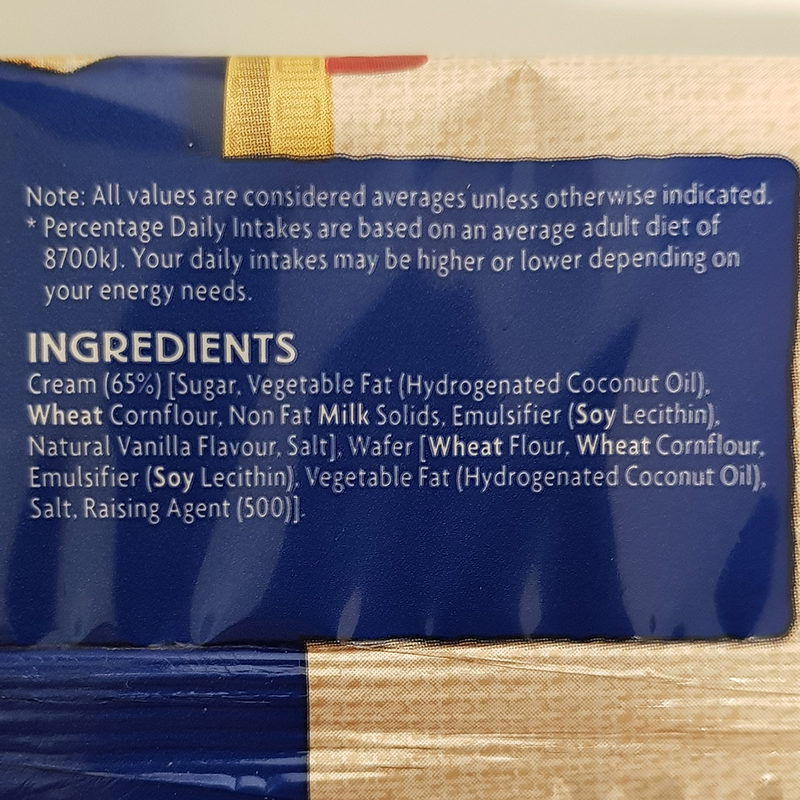 Note: All values are considered averages unless otherwise indicated.
* Percentage Daily Intakes are based on an average adult diet of
8700kJ. Your daily intakes may be higher or lower depending on
your energy needs.
INGREDIENTS
Cream (65%) [Sugar, Vegetable Fat (Hydrogenated Coconut Oil),
Wheat Cornflour, Non Fat Milk Solids, Emulsifier (Soy Lecithin),
Natural Vanilla Flavour, Salt], Wafer [Wheat Flour, Wheat Cornflour,
Emulsifier (Soy Lecithin), Vegetable Fat (Hydrogenated Coconut Oil),
Salt, Raising Agent (500)].